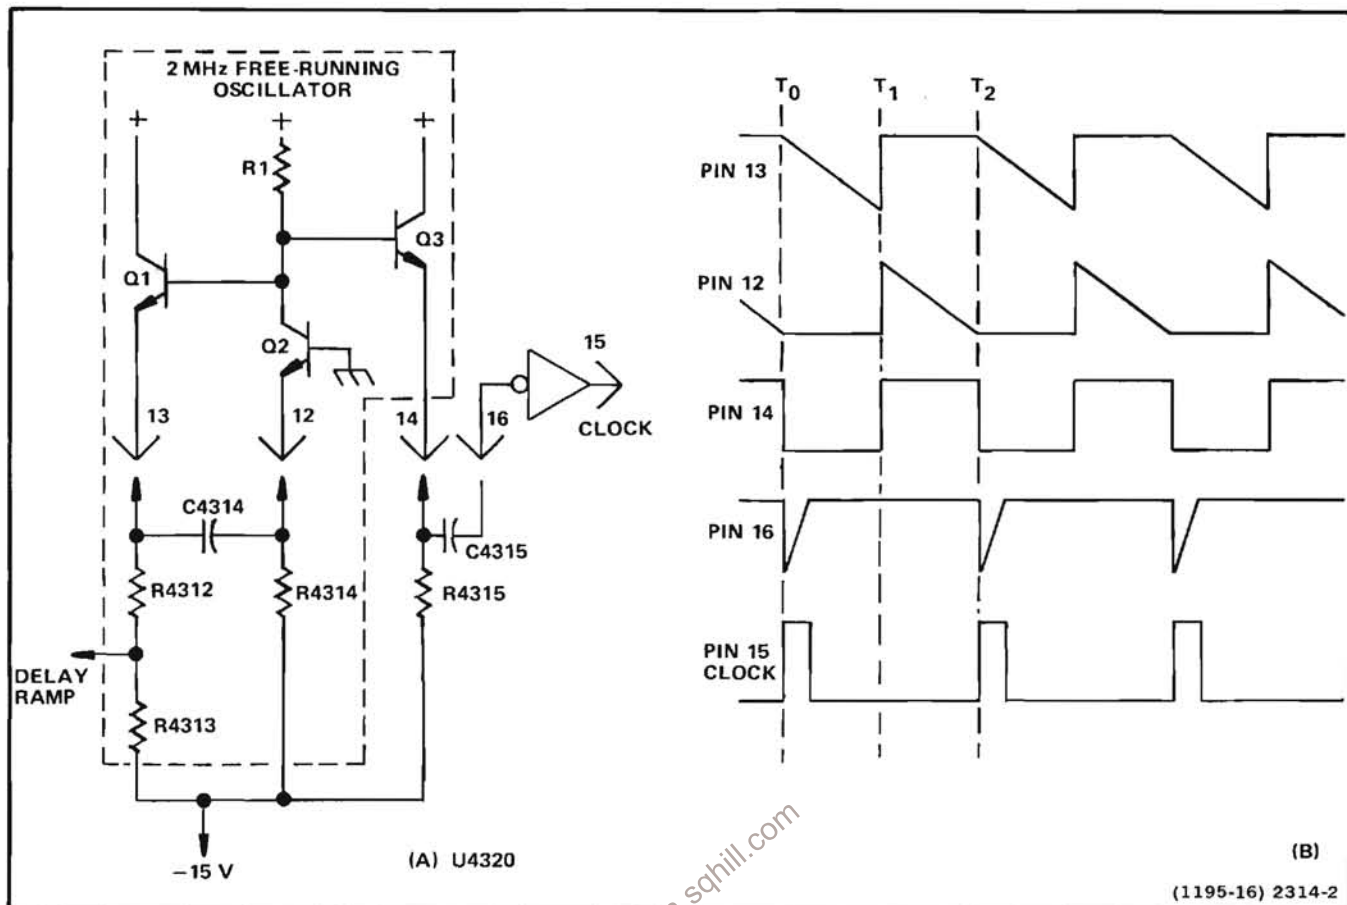 2 MHz FREE-RUNNING
OSCILLATOR
+ + +
R1
Q1
Q3
Q2
15
CLOCK
13
12
14
16
C4314
C4315
R4312
R4314
R4315
DELAY
RAMP
R4313
−15 V
(A) U4320
T0 T1 T2
PIN 13
PIN 12
PIN 14
PIN 16
PIN 15
CLOCK
(B)
(1195-16) 2314-2
sqhill.com